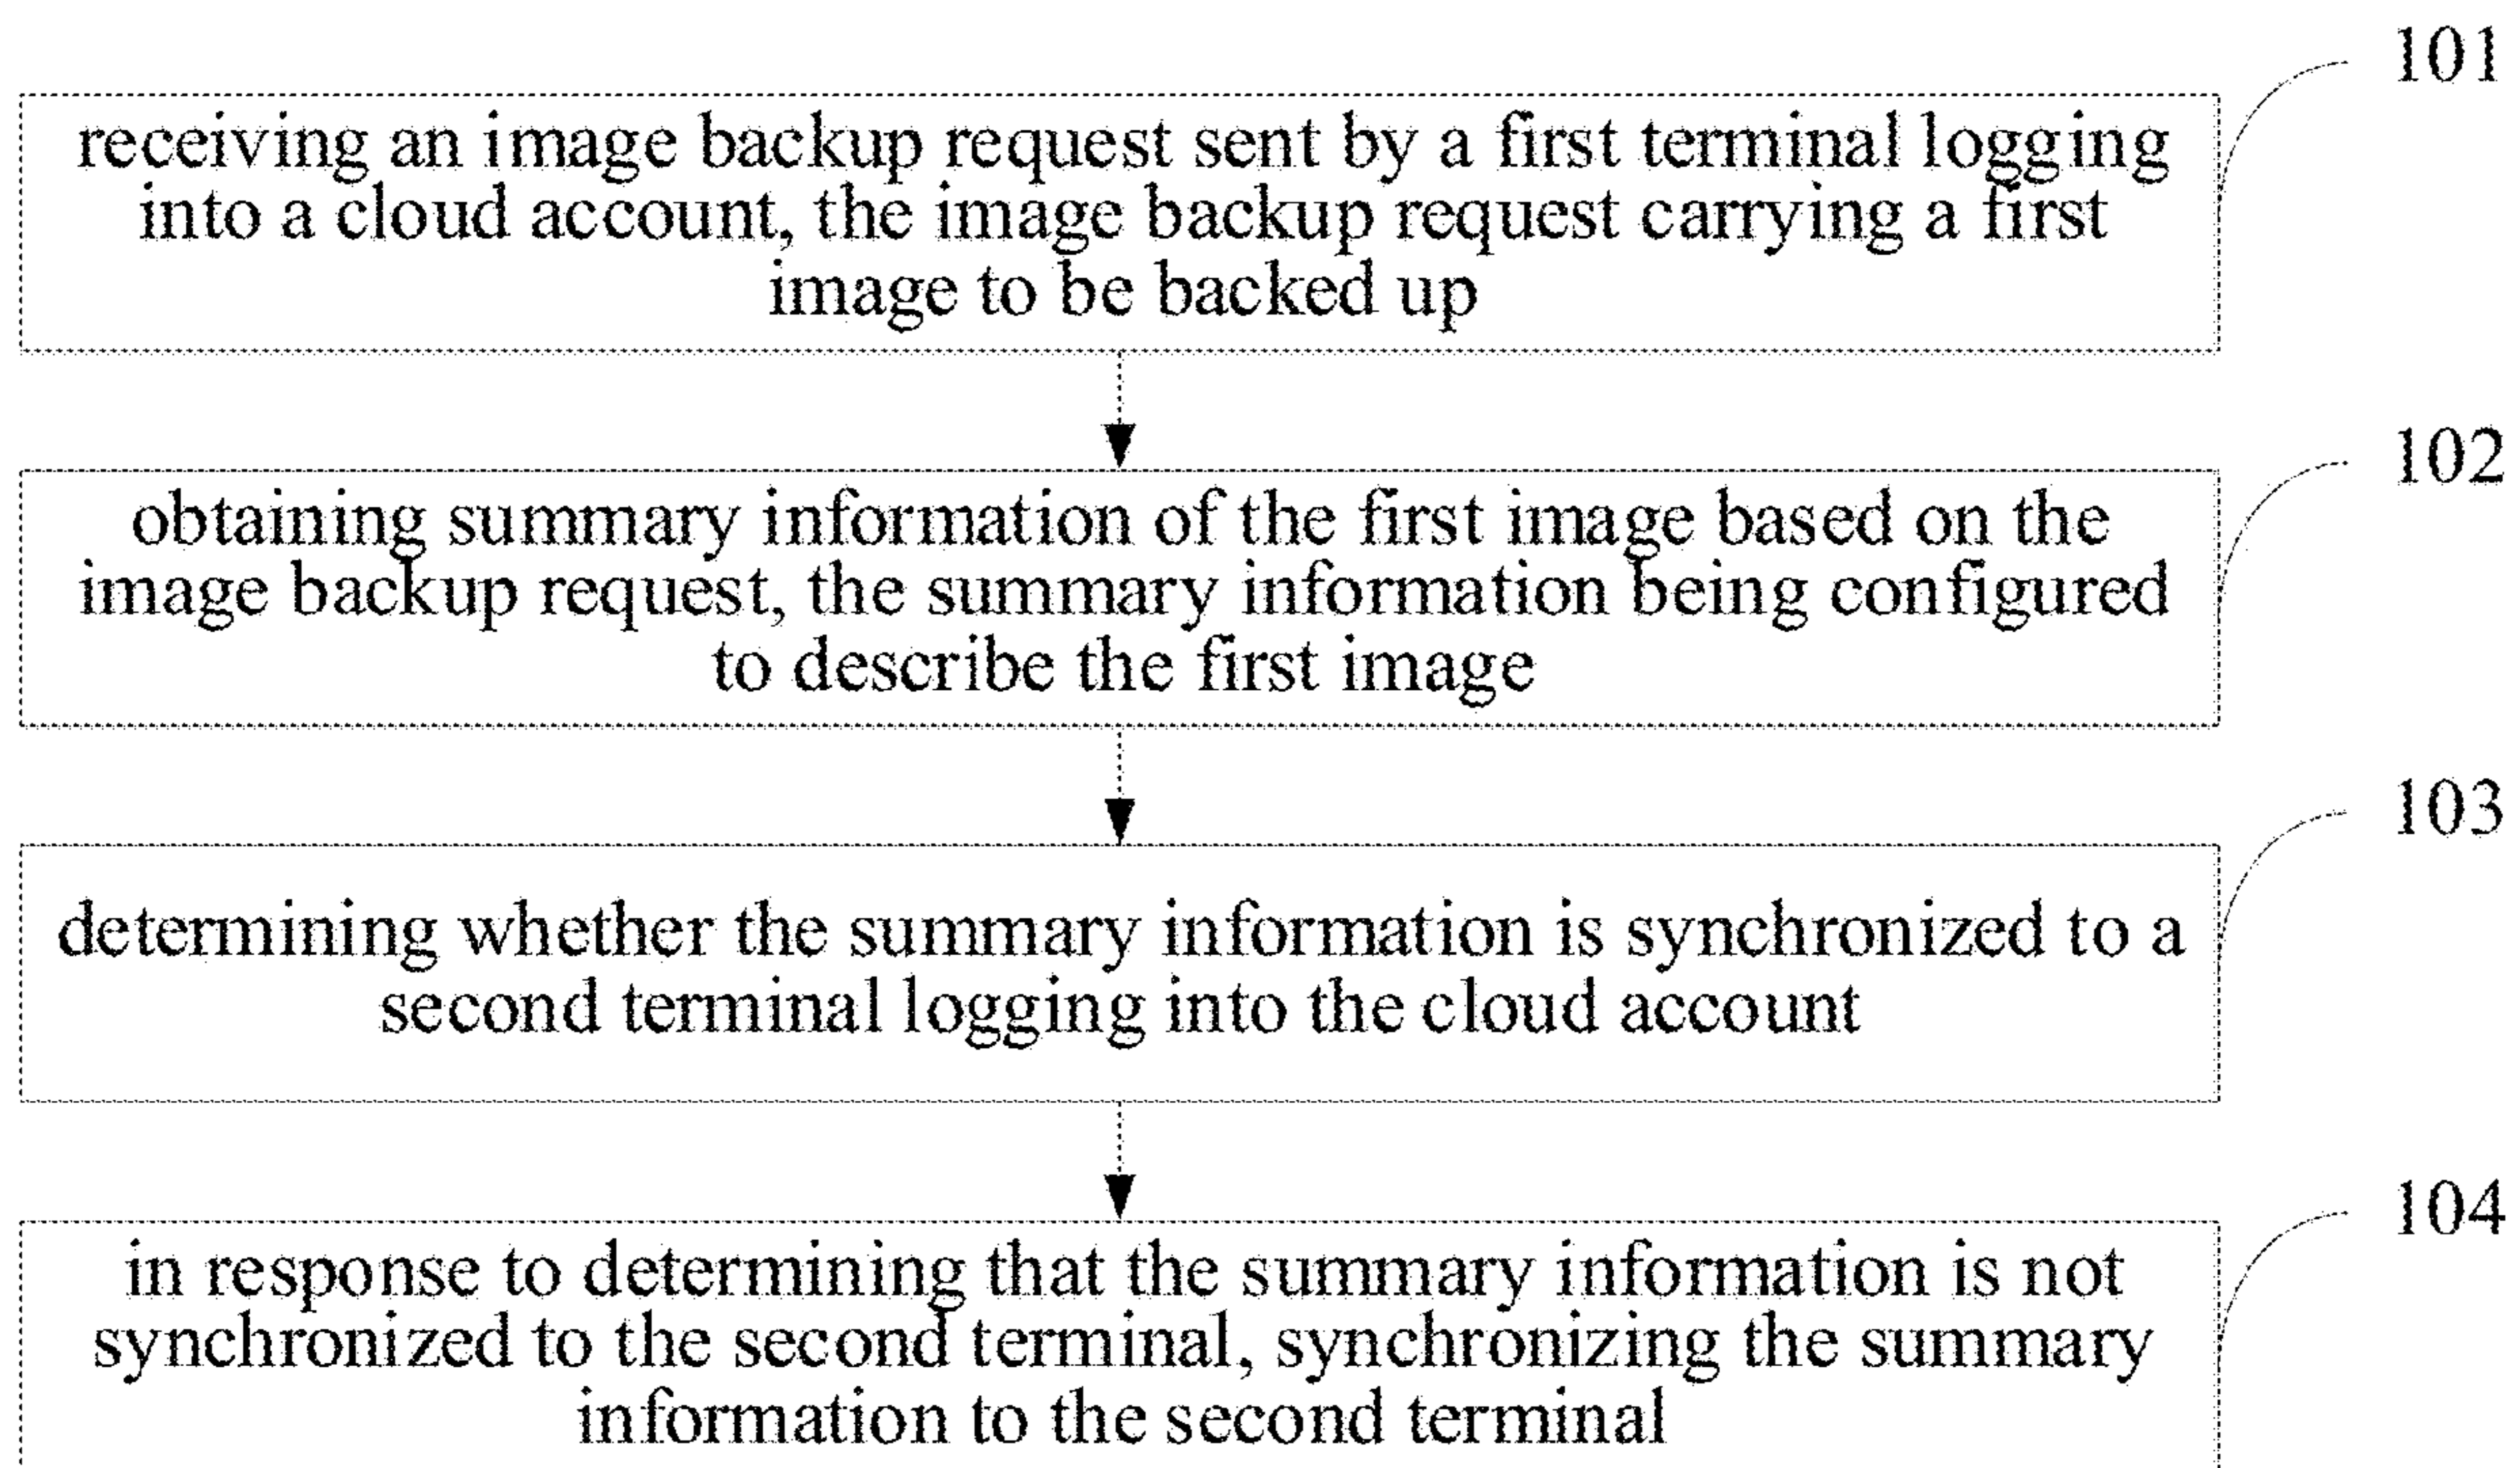 101
receiving an image backup request sent by a first terminal logging
into a cloud account, the image backup request carrying a first
image to be backed up
102
obtaining summary information of the first image based on the
image backup request, the summary information being configured
to describe the first image
103
determining whether the summary information is synchronized to a
second terminal logging into the cloud account
104
in response to determining that the summary information is not
synchronized to the second terminal, synchronizing the summary
information to the second terminal